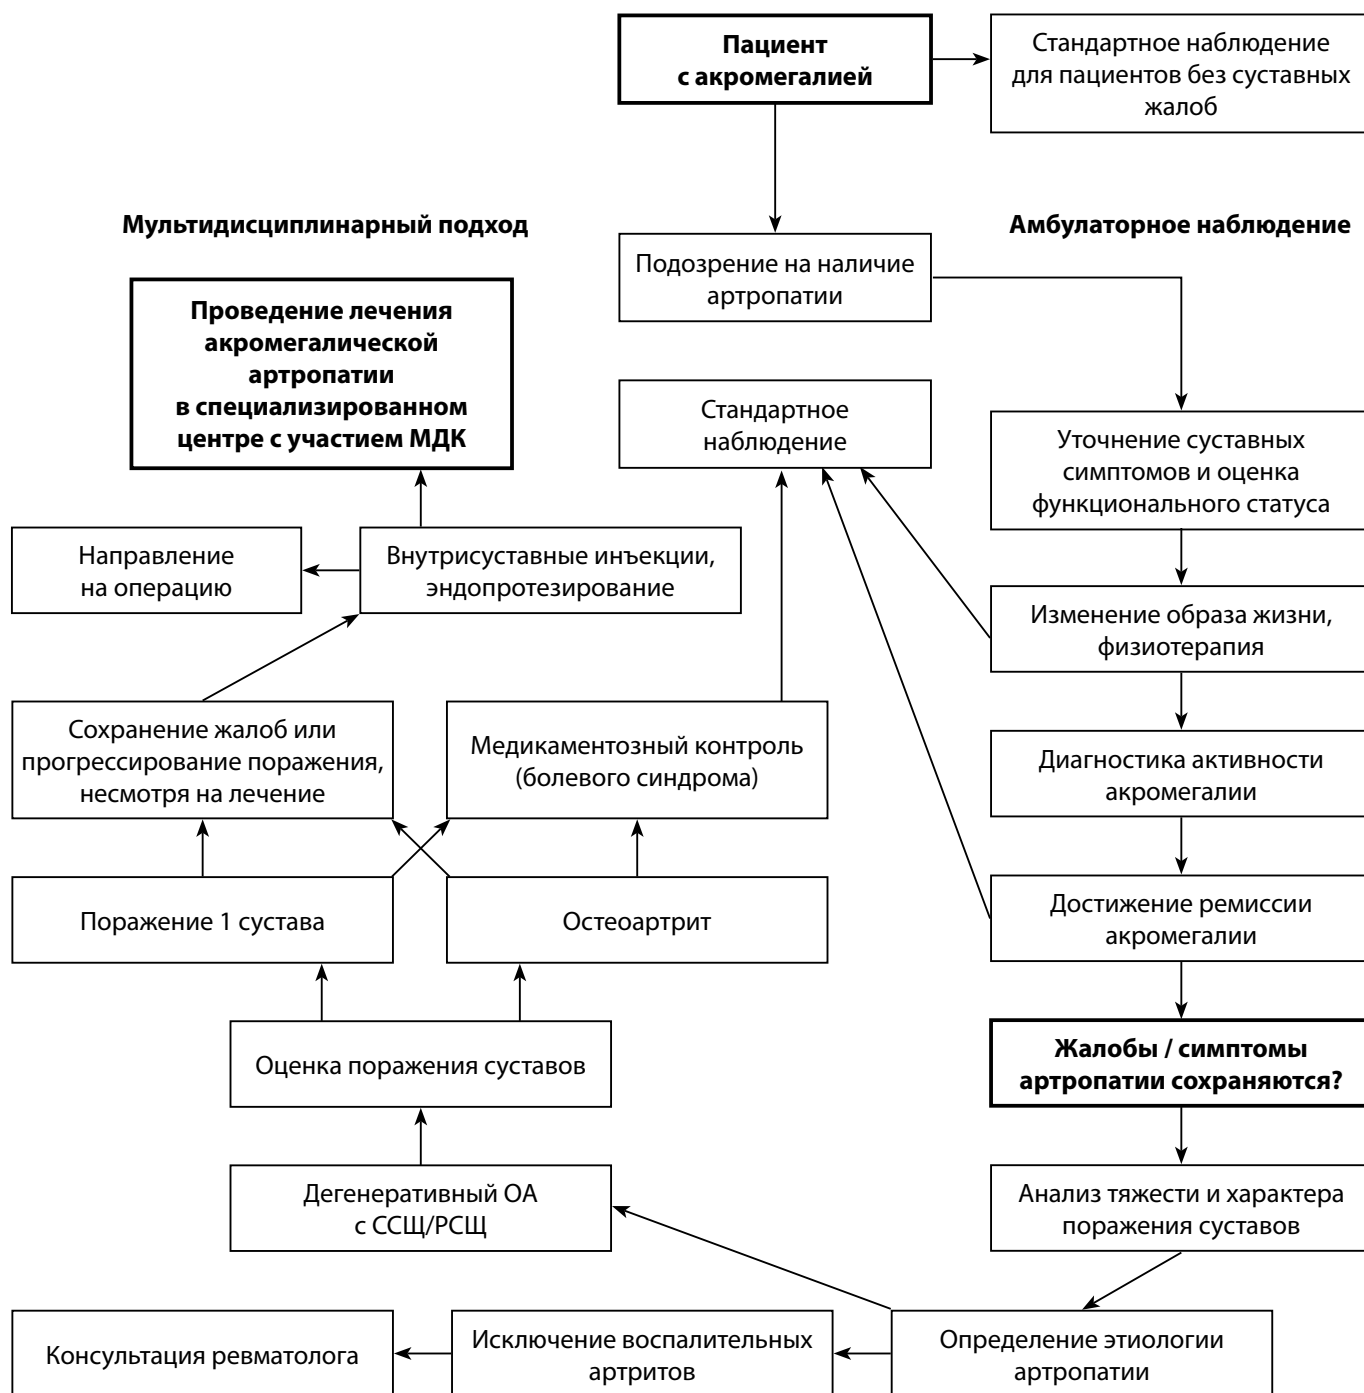 Пациент
с акромегалией
Стандартное наблюдение
для пациентов без суставных
жалоб
Мультидисциплинарный подход
Амбулаторное наблюдение
Подозрение на наличие
артропатии
Проведение лечения
акромегалической
артропатии
в специализированном
центре с участием МДК
Стандартное
наблюдение
Уточнение суставных
симптомов и оценка
функционального статуса
Направление
на операцию
Внутрисуставные инъекции,
эндопротезирование
Изменение образа жизни,
физиотерапия
Сохранение жалоб или
прогрессирование поражения,
несмотря на лечение
Медикаментозный контроль
(болевого синдрома)
Диагностика активности
акромегалии
Поражение 1 сустава
Остеоартрит
Достижение ремиссии
акромегалии
Оценка поражения суставов
Жалобы / симптомы
артропатии сохраняются?
Дегенеративный ОА
с ССЩ/РСЩ
Анализ тяжести и характера
поражения суставов
Консультация ревматолога
Исключение воспалительных
артритов
Определение этиологии
артропатии